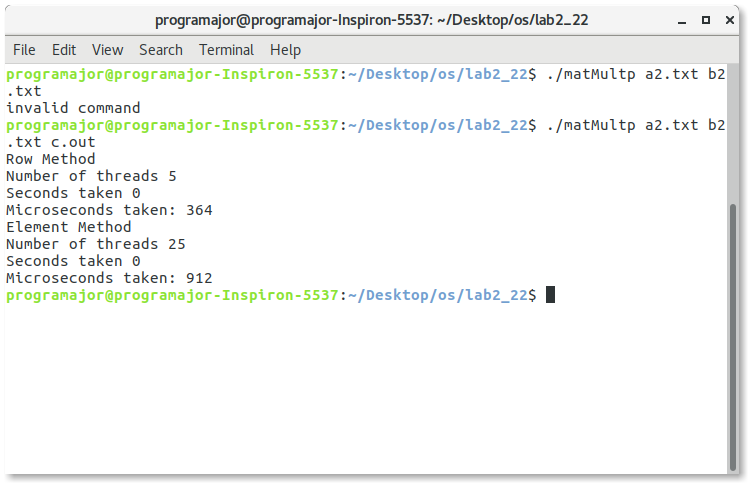 programajor@programajor-Inspiron-5537: ~/Desktop/os/lab2_22
File Edit View Search Terminal Help
programajor@programajor-Inspiron-5537:~/Desktop/os/lab2_22$ ./matMultp a2.txt b2
.txt
invalid command
programajor@programajor-Inspiron-5537:~/Desktop/os/lab2_22$ ./matMultp a2.txt b2
.txt c.out
Row Method
Number of threads 5
Seconds taken 0
Microseconds taken: 364
Element Method
Number of threads 25
Seconds taken 0
Microseconds taken: 912
programajor@programajor-Inspiron-5537:~/Desktop/os/lab2_22$